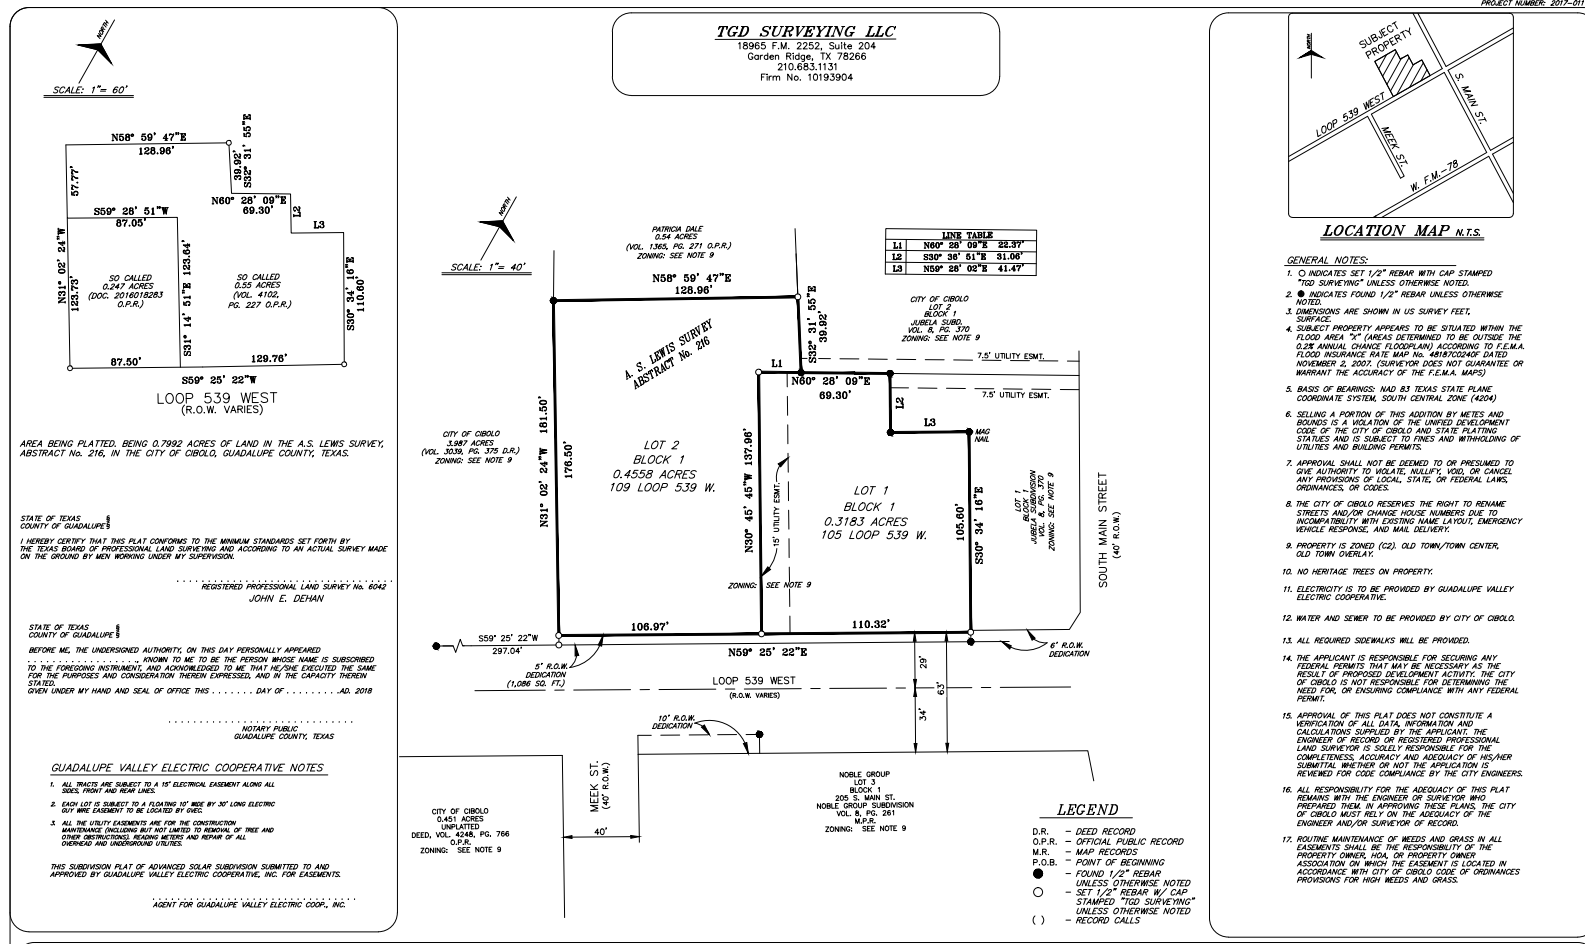 PROJECT NUMBER: 2017-011
NORTH
SCALE: 1"= 60'
N58° 59' 47"E
128.96'
39.92'
S32° 31' 55"E
57.77'
N60° 28' 09"E
69.30'
L2
L3
S59° 28' 51"W
87.05'
N31° 02' 24"W
123.73'
S31° 14' 51"E 123.64'
SO CALLED
0.247 ACRES
(DOC. 2016018283
O.P.R.)
SO CALLED
0.55 ACRES
(VOL. 4102,
PG. 227 O.P.R.)
S30° 34' 16"E
110.60'
87.50'
129.76'
S59° 25' 22"W
LOOP 539 WEST
(R.O.W. VARIES)
AREA BEING PLATTED. BEING 0.7992 ACRES OF LAND IN THE A.S. LEWIS SURVEY,
ABSTRACT No. 216, IN THE CITY OF CIBOLO, GUADALUPE COUNTY, TEXAS.
STATE OF TEXAS §
COUNTY OF GUADALUPE §
I HEREBY CERTIFY THAT THIS PLAT CONFORMS TO THE MINIMUM STANDARDS SET FORTH BY
THE TEXAS BOARD OF PROFESSIONAL LAND SURVEYING AND ACCORDING TO AN ACTUAL SURVEY MADE
ON THE GROUND BY MEN WORKING UNDER MY SUPERVISION.
REGISTERED PROFESSIONAL LAND SURVEY No. 6042
JOHN E. DEHAN
STATE OF TEXAS §
COUNTY OF GUADALUPE §
BEFORE ME, THE UNDERSIGNED AUTHORITY, ON THIS DAY PERSONALLY APPEARED
. . . . . . . . . . . . . . . . . . ., KNOWN TO ME TO BE THE PERSON WHOSE NAME IS SUBSCRIBED
TO THE FOREGOING INSTRUMENT, AND ACKNOWLEDGED TO ME THAT HE/SHE EXECUTED THE SAME
FOR THE PURPOSES AND CONSIDERATION THEREIN EXPRESSED, AND IN THE CAPACITY THEREIN
STATED.
GIVEN UNDER MY HAND AND SEAL OF OFFICE THIS . . . . . . . DAY OF . . . . . . . . .AD. 2018
NOTARY PUBLIC
GUADALUPE COUNTY, TEXAS
GUADALUPE VALLEY ELECTRIC COOPERATIVE NOTES
1. ALL TRACTS ARE SUBJECT TO A 15' ELECTRICAL EASEMENT ALONG ALL
SIDES, FRONT AND REAR LINES.
2. EACH LOT IS SUBJECT TO A FLOATING 10' WIDE BY 30' LONG ELECTRIC
GUY WIRE EASEMENT TO BE LOCATED BY GVEC.
3. ALL THE UTILITY EASEMENTS ARE FOR THE CONSTRUCTION
MAINTENANCE (INCLUDING BUT NOT LIMITED TO REMOVAL OF TREE AND
OTHER OBSTRUCTIONS), READING METERS AND REPAIR OF ALL
OVERHEAD AND UNDERGROUND UTILITIES.
THIS SUBDIVISION PLAT OF ADVANCED SOLAR SUBDIVISION SUBMITTED TO AND
APPROVED BY GUADALUPE VALLEY ELECTRIC COOPERATIVE, INC. FOR EASEMENTS.
AGENT FOR GUADALUPE VALLEY ELECTRIC COOP., INC.
TGD SURVEYING LLC
18965 F.M. 2252, Suite 204
Garden Ridge, TX 78266
210.683.1131
Firm No. 10193904
NORTH
SCALE: 1"= 40'
PATRICIA DALE
0.54 ACRES
(VOL. 1365, PG. 271 O.P.R.)
ZONING: SEE NOTE 9
N58° 59' 47"E
128.96'
LINE TABLE
L1 N60° 28' 09"E 22.37'
L2 S30° 36' 51"E 31.06'
L3 N59° 28' 02"E 41.47'
A. S. LEWIS SURVEY
ABSTRACT No. 216
S32° 31' 55"E
39.92'
CITY OF CIBOLO
LOT 2
BLOCK 1
JUBELA SUBD.
VOL. 8, PG. 370
ZONING: SEE NOTE 9
7.5' UTILITY ESMT.
7.5' UTILITY ESMT.
L1
N60° 28' 09"E
69.30'
L2
L3
MAG
NAIL
CITY OF CIBOLO
3.987 ACRES
(VOL. 3039, PG. 375 D.R.)
ZONING: SEE NOTE 9
N31° 02' 24"W 181.50'
176.50'
LOT 2
BLOCK 1
0.4558 ACRES
109 LOOP 539 W.
N30° 45' 45"W 137.96'
15' UTILITY ESMT.
LOT 1
BLOCK 1
0.3183 ACRES
105 LOOP 539 W.
105.60'
S30° 34' 16"E
LOT 1
BLOCK 1
JUBELA SUBDIVISION
VOL. 8, PG. 370
ZONING: SEE NOTE 9
SOUTH MAIN STREET
(40' R.O.W.)
ZONING: SEE NOTE 9
S59° 25' 22"W
297.04'
106.97'
110.32'
N59° 25' 22"E
5' R.O.W.
DEDICATION
(1,086 SQ. FT.)
6' R.O.W.
DEDICATION
LOOP 539 WEST
(R.O.W. VARIES)
29'
63'
34'
10' R.O.W.
DEDICATION
MEEK ST.
(40' R.O.W.)
40'
CITY OF CIBOLO
0.451 ACRES
UNPLATTED
DEED, VOL. 4248, PG. 766
O.P.R.
ZONING: SEE NOTE 9
NOBLE GROUP
LOT 3
BLOCK 1
205 S. MAIN ST.
NOBLE GROUP SUBDIVISION
VOL. 8, PG. 261
M.P.R.
ZONING: SEE NOTE 9
LEGEND
D.R. - DEED RECORD
O.P.R. - OFFICIAL PUBLIC RECORD
M.R. - MAP RECORDS
P.O.B. - POINT OF BEGINNING
● - FOUND 1/2" REBAR
UNLESS OTHERWISE NOTED
○ - SET 1/2" REBAR W/ CAP
STAMPED "TGD SURVEYING"
UNLESS OTHERWISE NOTED
( ) - RECORD CALLS
NORTH
SUBJECT
PROPERTY
LOOP 539 WEST
S. MAIN ST.
MEEK ST.
W. F.M.-78
LOCATION MAP N.T.S.
GENERAL NOTES:
1. ○ INDICATES SET 1/2" REBAR WITH CAP STAMPED
"TGD SURVEYING" UNLESS OTHERWISE NOTED.
2. ● INDICATES FOUND 1/2" REBAR UNLESS OTHERWISE
NOTED.
3. DIMENSIONS ARE SHOWN IN US SURVEY FEET,
SURFACE.
4. SUBJECT PROPERTY APPEARS TO BE SITUATED WITHIN THE
FLOOD AREA "X" (AREAS DETERMINED TO BE OUTSIDE THE
0.2% ANNUAL CHANCE FLOODPLAIN) ACCORDING TO F.E.M.A.
FLOOD INSURANCE RATE MAP No. 48187C0240F DATED
NOVEMBER 2, 2007. (SURVEYOR DOES NOT GUARANTEE OR
WARRANT THE ACCURACY OF THE F.E.M.A. MAPS)
5. BASIS OF BEARINGS: NAD 83 TEXAS STATE PLANE
COORDINATE SYSTEM, SOUTH CENTRAL ZONE (4204)
6. SELLING A PORTION OF THIS ADDITION BY METES AND
BOUNDS IS A VIOLATION OF THE UNIFIED DEVELOPMENT
CODE OF THE CITY OF CIBOLO AND STATE PLATTING
STATUES AND IS SUBJECT TO FINES AND WITHHOLDING OF
UTILITIES AND BUILDING PERMITS.
7. APPROVAL SHALL NOT BE DEEMED TO OR PRESUMED TO
GIVE AUTHORITY TO VIOLATE, NULLIFY, VOID, OR CANCEL
ANY PROVISIONS OF LOCAL, STATE, OR FEDERAL LAWS,
ORDINANCES, OR CODES.
8. THE CITY OF CIBOLO RESERVES THE RIGHT TO RENAME
STREETS AND/OR CHANGE HOUSE NUMBERS DUE TO
INCOMPATIBILITY WITH EXISTING NAME LAYOUT, EMERGENCY
VEHICLE RESPONSE, AND MAIL DELIVERY.
9. PROPERTY IS ZONED (C2). OLD TOWN/TOWN CENTER,
OLD TOWN OVERLAY.
10. NO HERITAGE TREES ON PROPERTY.
11. ELECTRICITY IS TO BE PROVIDED BY GUADALUPE VALLEY
ELECTRIC COOPERATIVE.
12. WATER AND SEWER TO BE PROVIDED BY CITY OF CIBOLO.
13. ALL REQUIRED SIDEWALKS WILL BE PROVIDED.
14. THE APPLICANT IS RESPONSIBLE FOR SECURING ANY
FEDERAL PERMITS THAT MAY BE NECESSARY AS THE
RESULT OF PROPOSED DEVELOPMENT ACTIVITY. THE CITY
OF CIBOLO IS NOT RESPONSIBLE FOR DETERMINING THE
NEED FOR, OR ENSURING COMPLIANCE WITH ANY FEDERAL
PERMIT.
15. APPROVAL OF THIS PLAT DOES NOT CONSTITUTE A
VERIFICATION OF ALL DATA, INFORMATION AND
CALCULATIONS SUPPLIED BY THE APPLICANT. THE
ENGINEER OF RECORD OR REGISTERED PROFESSIONAL
LAND SURVEYOR IS SOLELY RESPONSIBLE FOR THE
COMPLETENESS, ACCURACY AND ADEQUACY OF HIS/HER
SUBMITTAL WHETHER OR NOT THE APPLICATION IS
REVIEWED FOR CODE COMPLIANCE BY THE CITY ENGINEERS.
16. ALL RESPONSIBILITY FOR THE ADEQUACY OF THIS PLAT
REMAINS WITH THE ENGINEER OR SURVEYOR WHO
PREPARED THEM. IN APPROVING THESE PLANS, THE CITY
OF CIBOLO MUST RELY ON THE ADEQUACY OF THE
ENGINEER AND/OR SURVEYOR OF RECORD.
17. ROUTINE MAINTENANCE OF WEEDS AND GRASS IN ALL
EASEMENTS SHALL BE THE RESPONSIBILITY OF THE
PROPERTY OWNER, HOA, OR PROPERTY OWNER
ASSOCIATION ON WHICH THE EASEMENT IS LOCATED IN
ACCORDANCE WITH CITY OF CIBOLO CODE OF ORDINANCES
PROVISIONS FOR HIGH WEEDS AND GRASS.